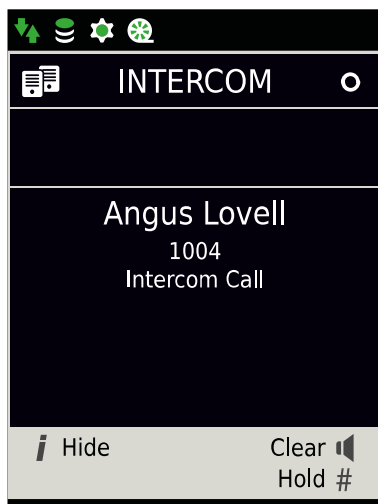 INTERCOM
Angus Lovell
1004
Intercom Call
i Hide
Clear
Hold #